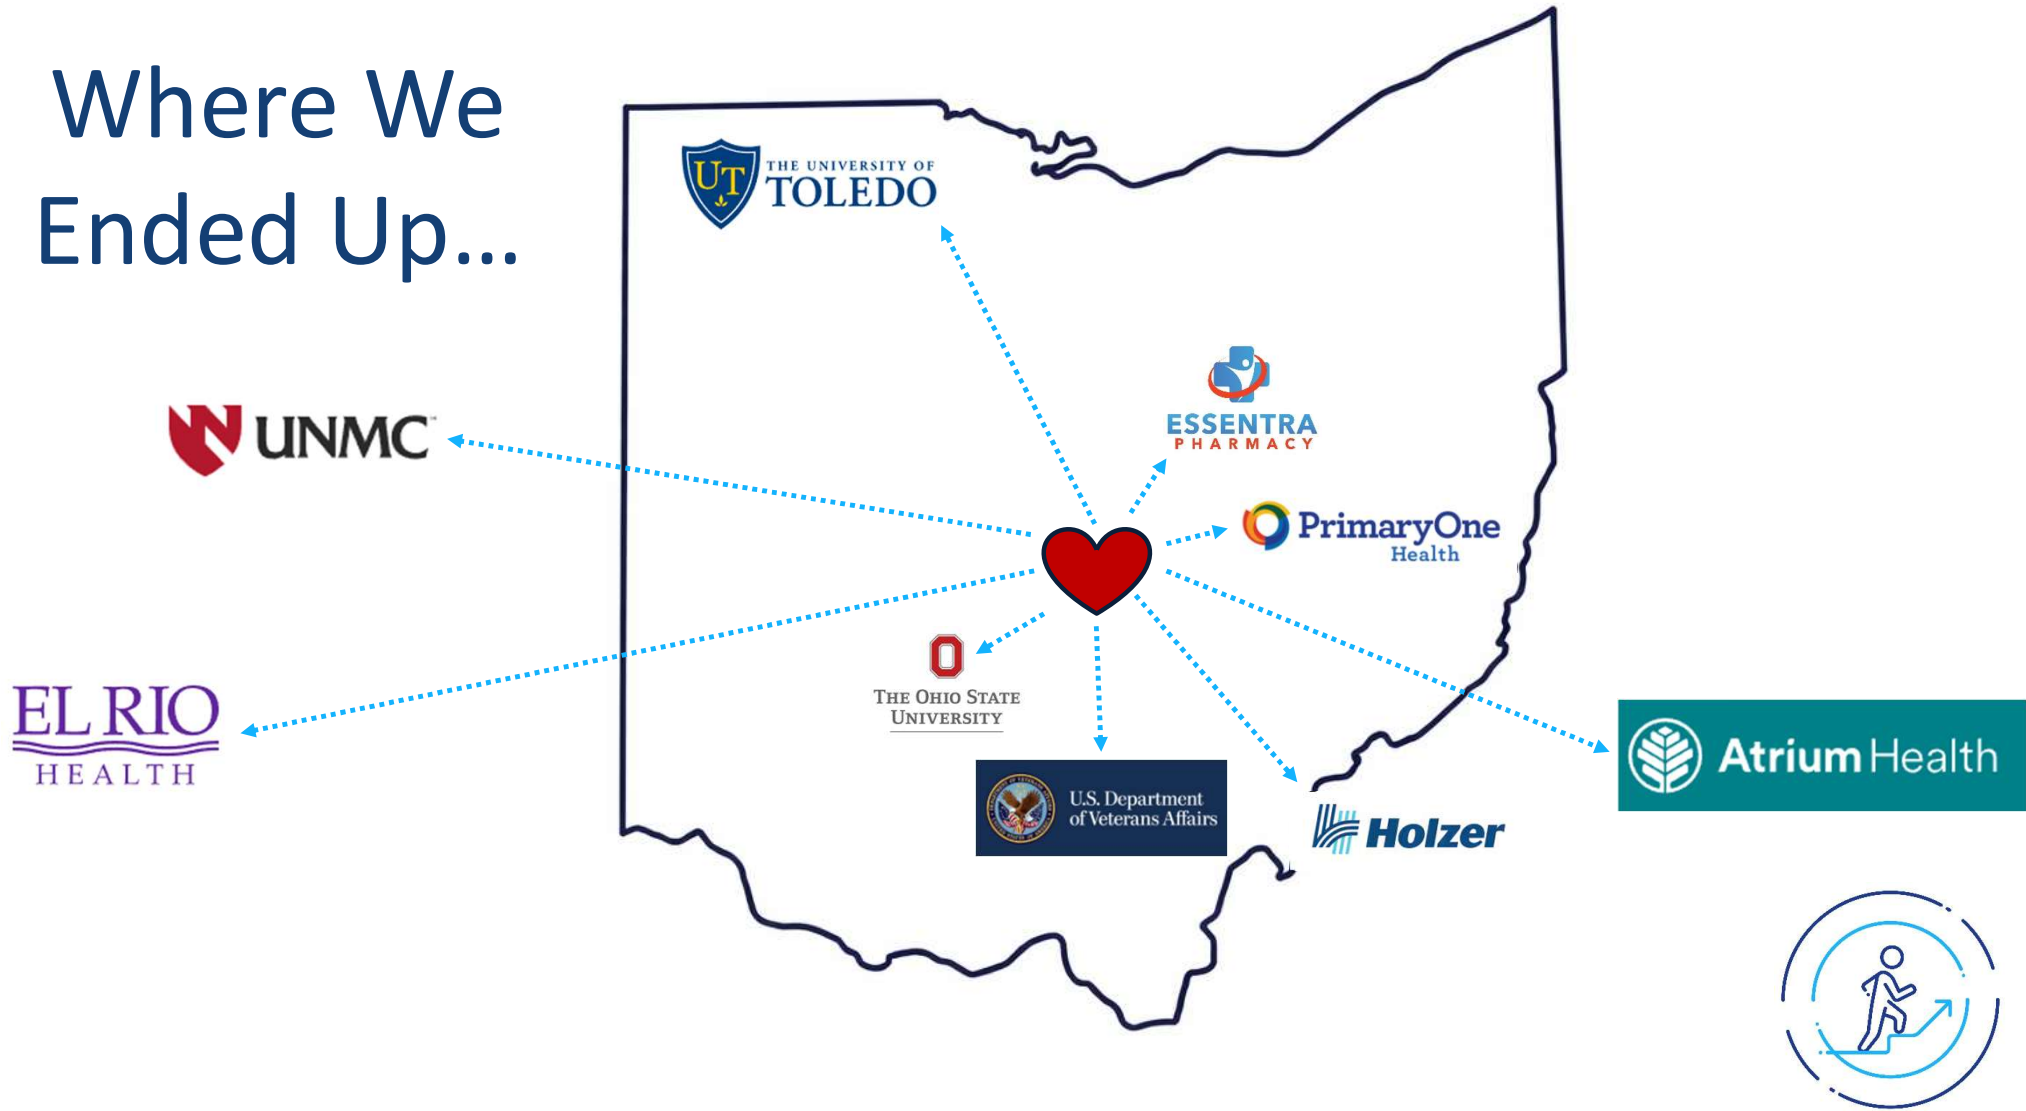 Where We
Ended Up...
UT
THE UNIVERSITY OF
TOLEDO
ESSENTRA
PHARMACY
UNMC
PrimaryOne
Health
THE OHIO STATE
UNIVERSITY
EL RIO
HEALTH
Atrium Health
U.S. Department
of Veterans Affairs
Holzer